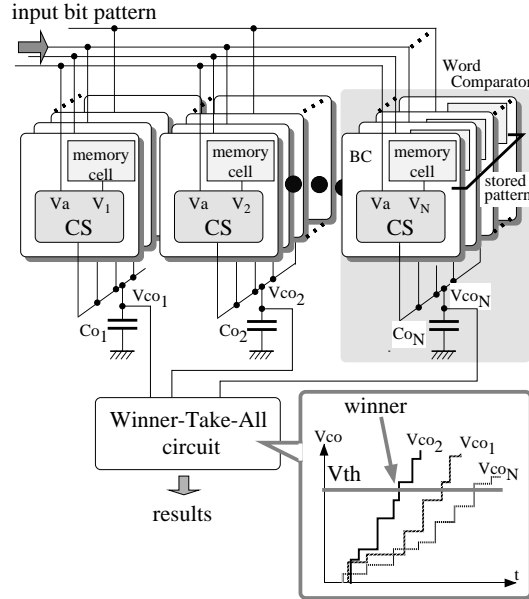 input bit pattern
Word
Comparator
BC
memory
cell
memory
cell
memory
cell
stored
pattern
Va V1
Va V2
Va VN
CS
CS
CS
Vco1
Vco2
VcoN
Co1
Co2
CoN
Winner-Take-All
circuit
results
winner
Vco
Vco2
Vco1
VcoN
Vth
t